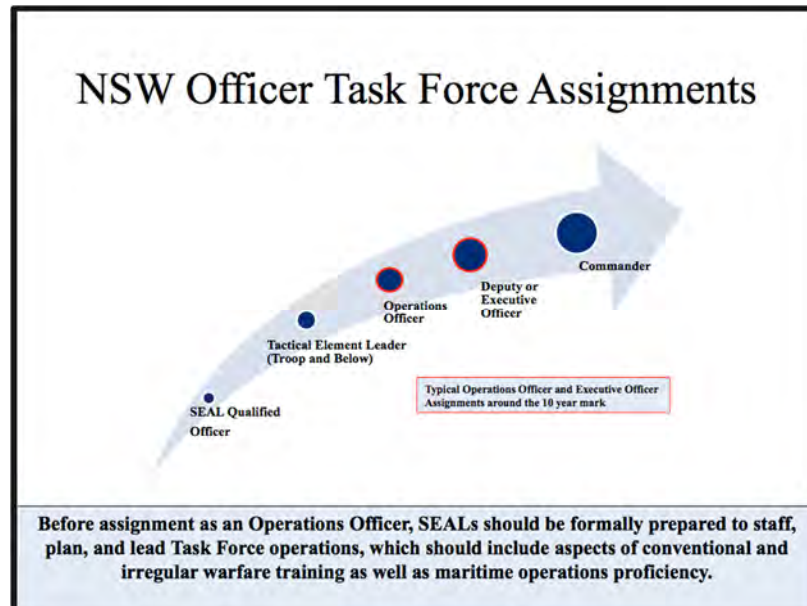 NSW Officer Task Force Assignments
Commander
Deputy or
Executive
Officer
Operations
Officer
Tactical Element Leader
(Troop and Below)
Typical Operations Officer and Executive Officer
Assignments around the 10 year mark
SEAL Qualified
Officer
Before assignment as an Operations Officer, SEALs should be formally prepared to staff,
plan, and lead Task Force operations, which should include aspects of conventional and
irregular warfare training as well as maritime operations proficiency.